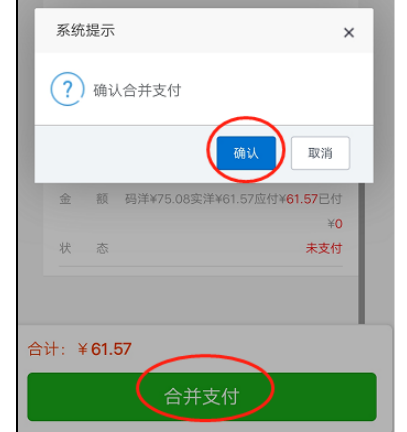 系统提示
×
?
确认合并支付
确认
取消
金 额 码洋¥75.08实洋¥61.57应付¥61.57已付
¥0
状 态 未支付
合计: ¥61.57
合并支付